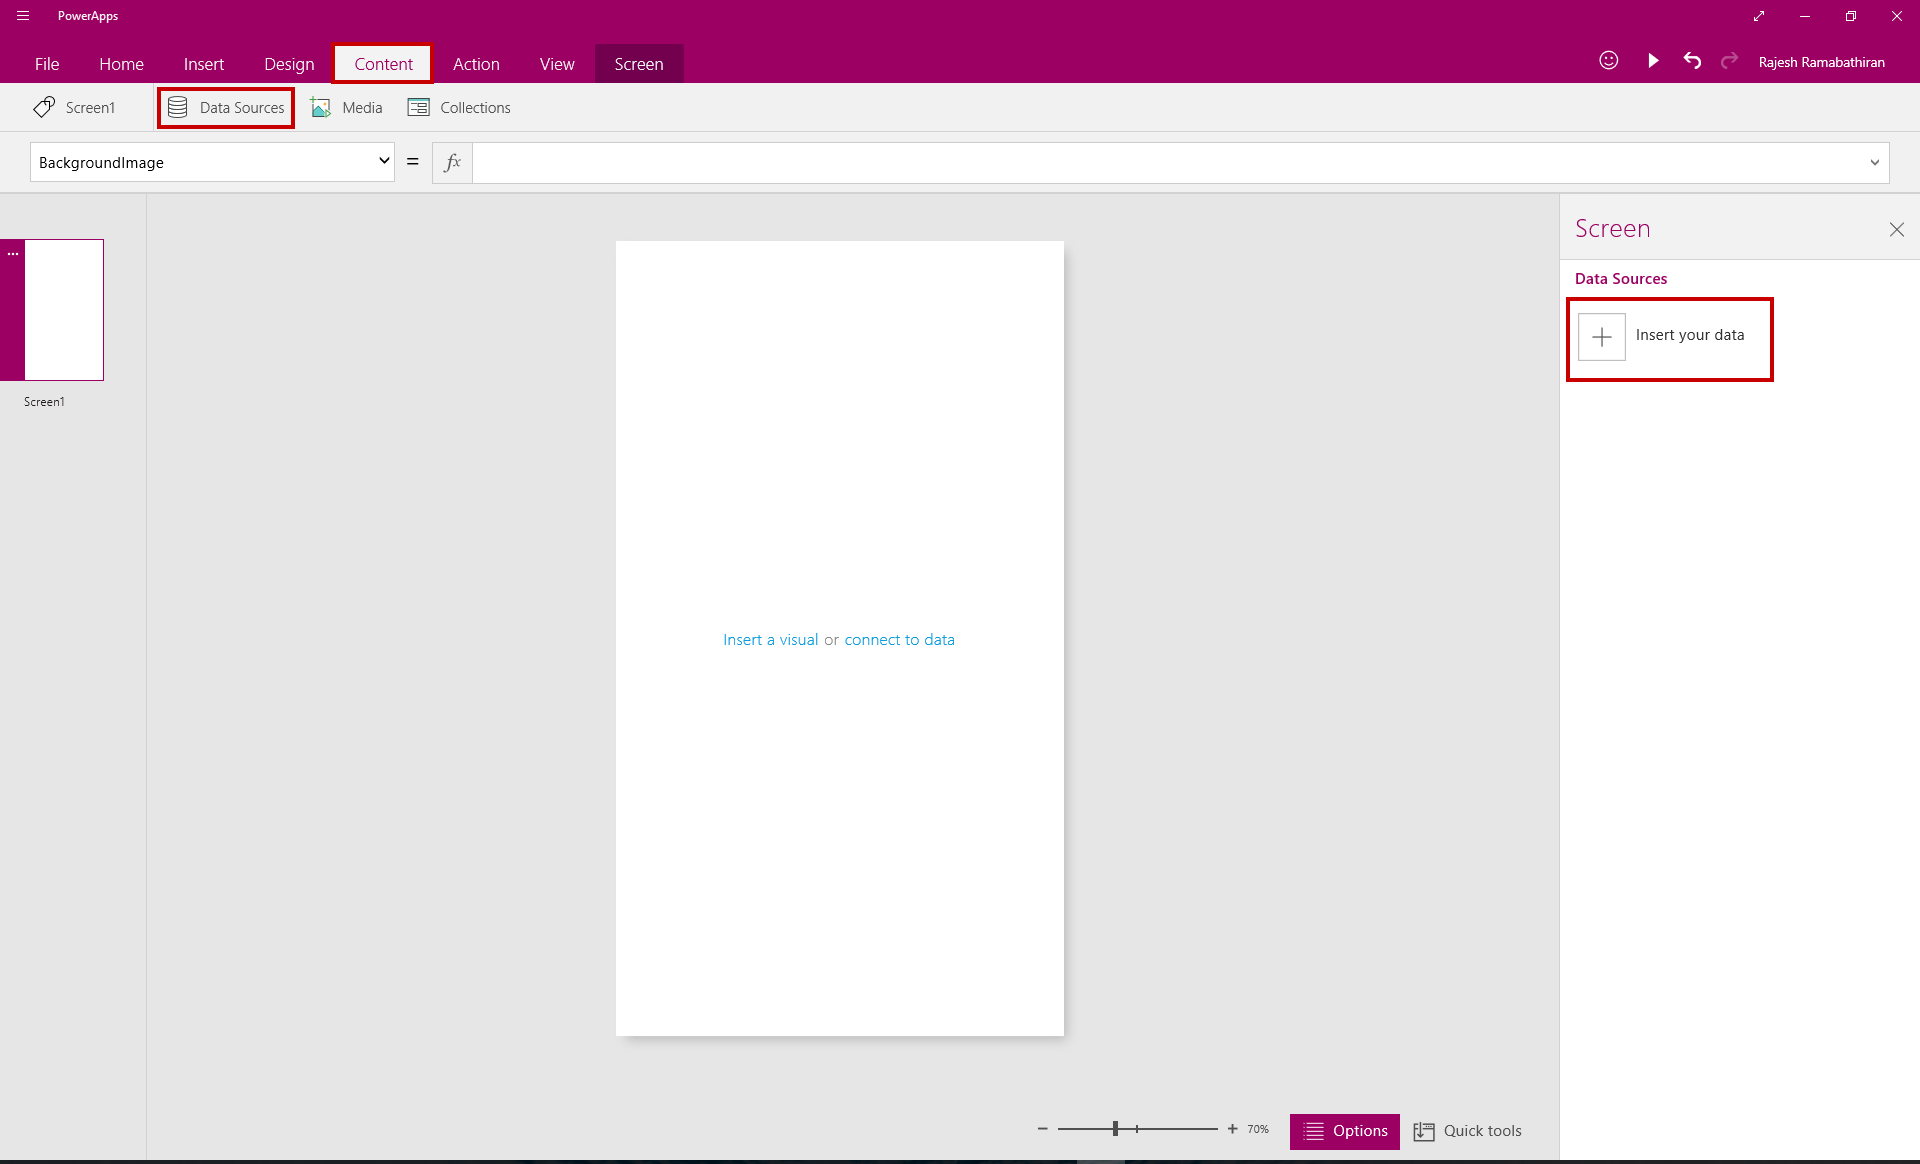 PowerApps
File Home Insert Design Content Action View Screen Rajesh Ramabathiran
Screen1 Data Sources Media Collections
BackgroundImage = fx
Screen
Data Sources
Insert your data
Screen1
Insert a visual or connect to data
70% Options Quick tools